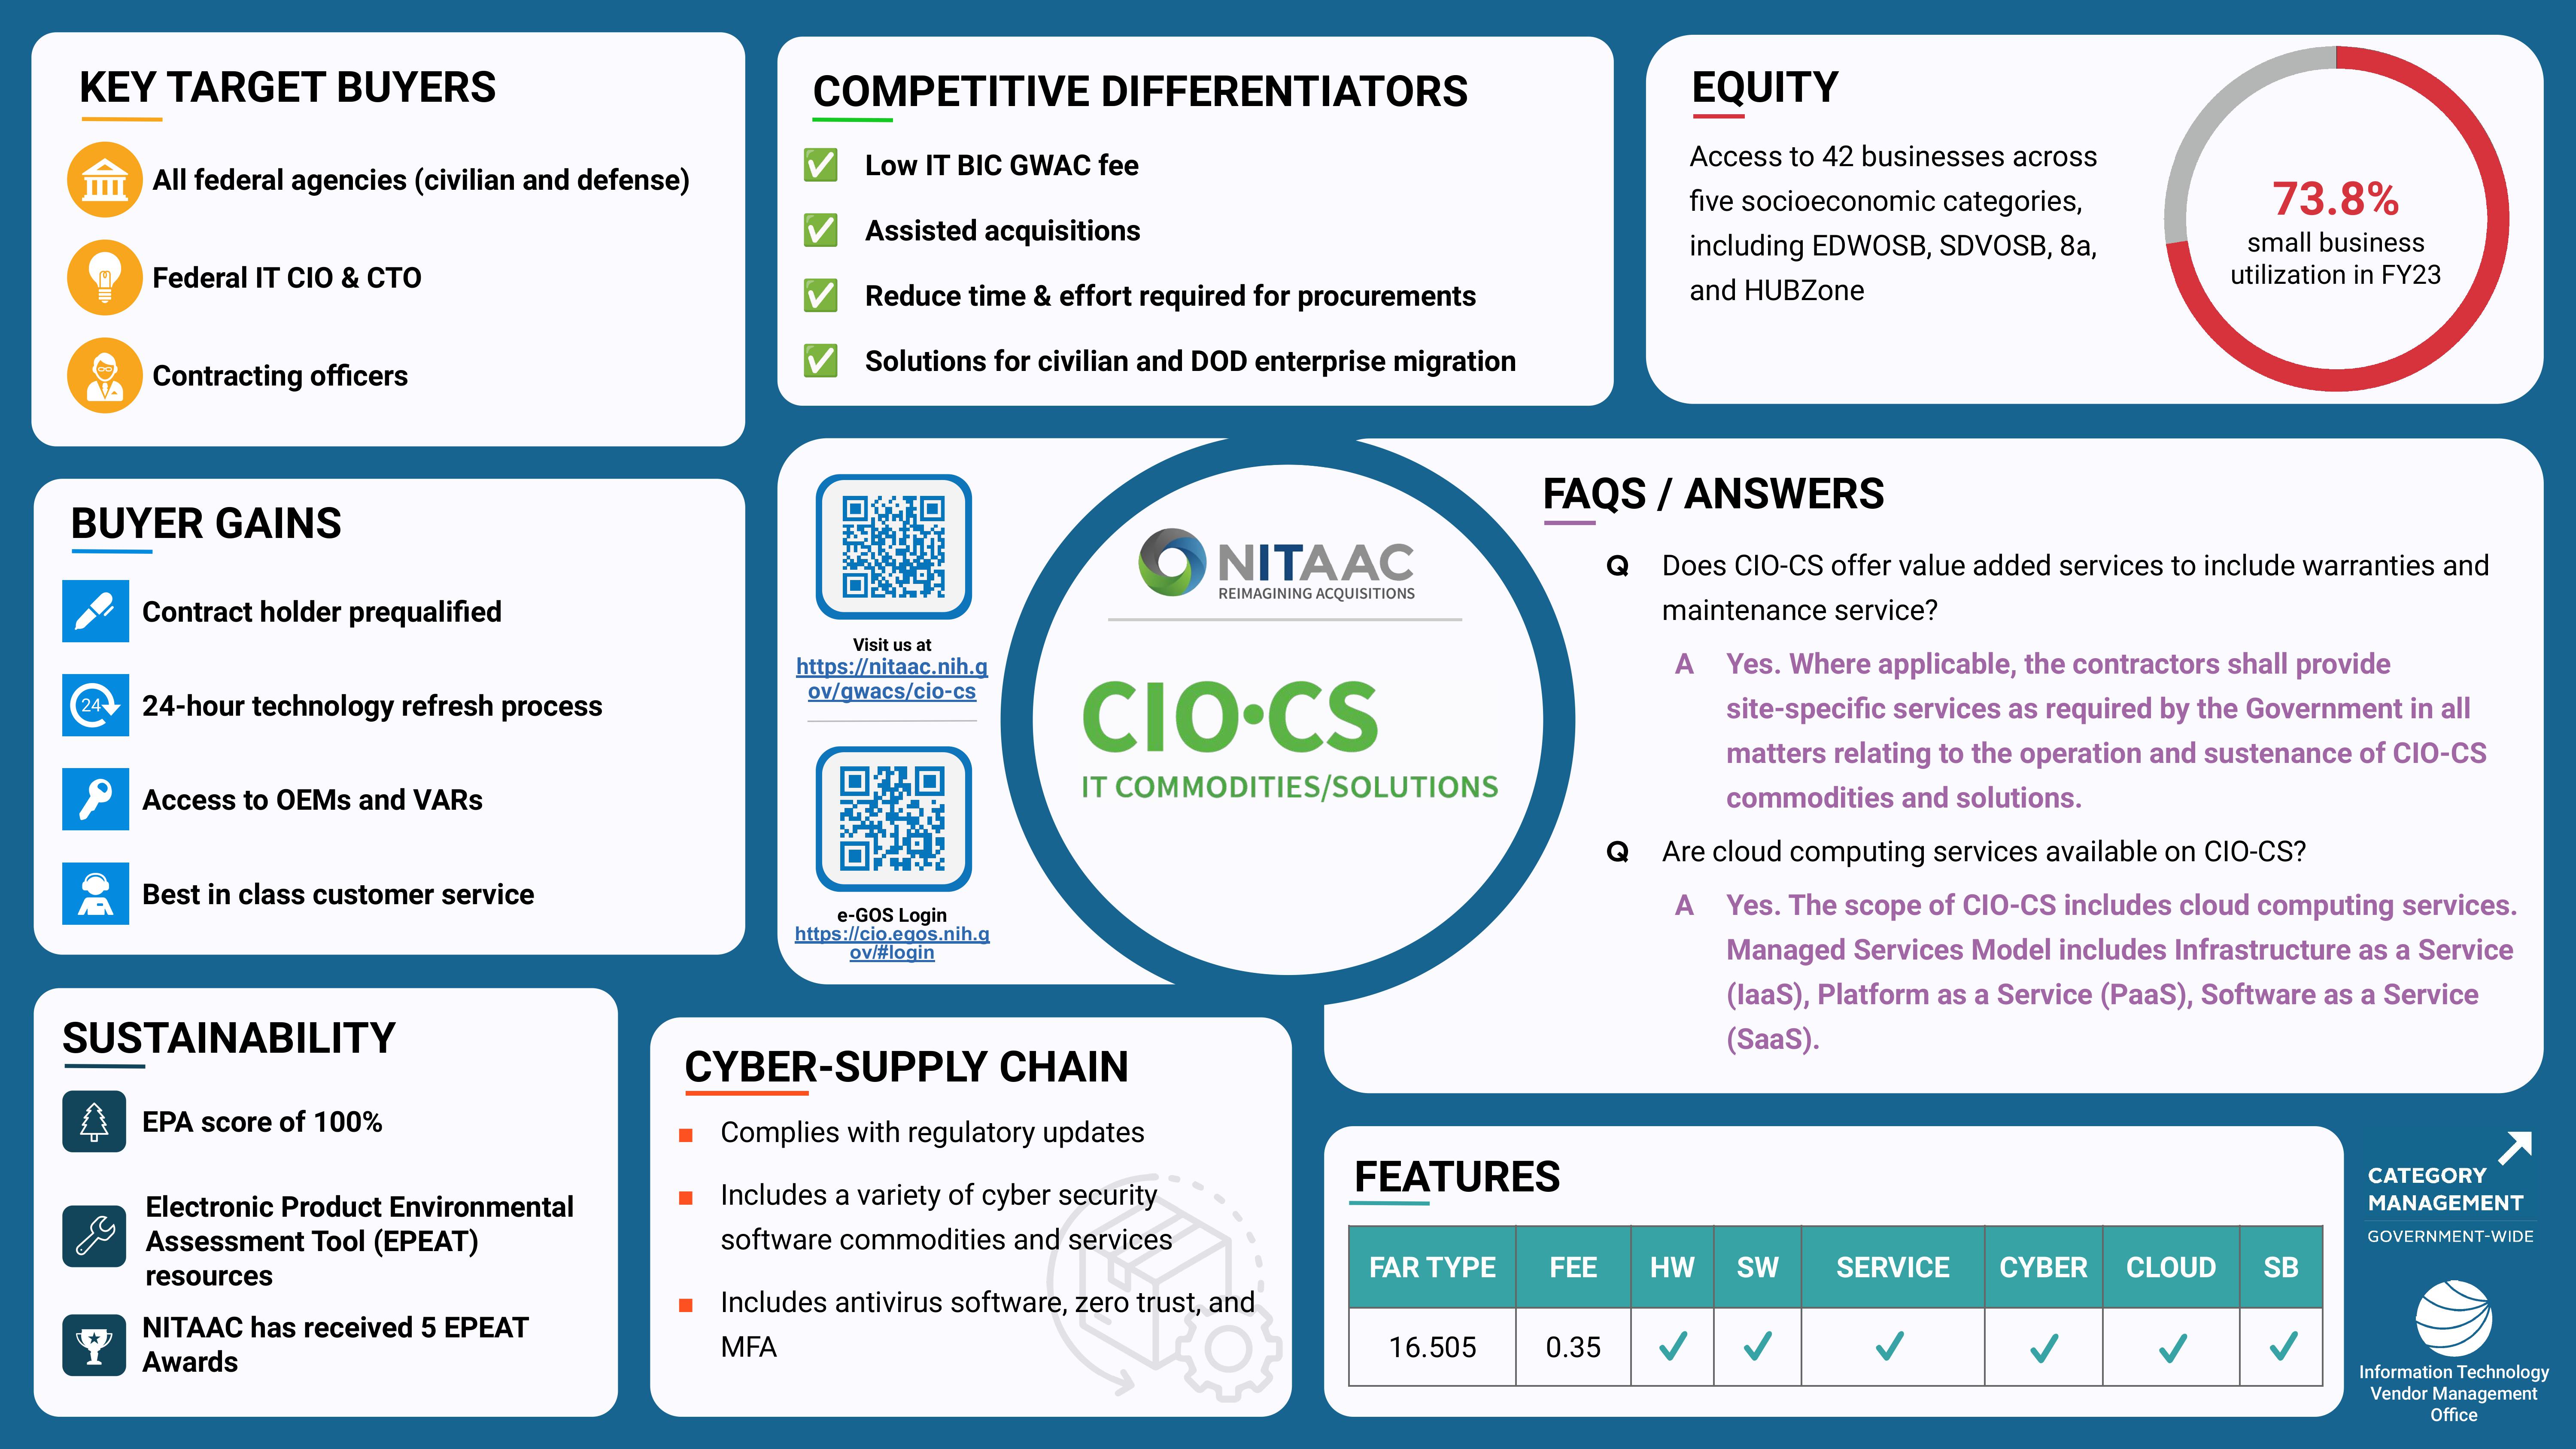 KEY TARGET BUYERS
All federal agencies (civilian and defense)
Federal IT CIO & CTO
Contracting officers
COMPETITIVE DIFFERENTIATORS
Low IT BIC GWAC fee
Assisted acquisitions
Reduce time & effort required for procurements
Solutions for civilian and DOD enterprise migration
EQUITY
Access to 42 businesses across
five socioeconomic categories,
including EDWOSB, SDVOSB, 8a,
and HUBZone
73.8%
small business
utilization in FY23
BUYER GAINS
Contract holder prequalified
24
24-hour technology refresh process
Access to OEMs and VARs
Best in class customer service
Visit us at
https://nitaac.nih.g
ov/gwacs/cio-cs
e-GOS Login
https://cio.egos.nih.g
ov/#login
NITAAC
REIMAGINING ACQUISITIONS
CIO•CS
IT COMMODITIES/SOLUTIONS
FAQS / ANSWERS
Q Does CIO-CS offer value added services to include warranties and
maintenance service?
A Yes. Where applicable, the contractors shall provide
site-specific services as required by the Government in all
matters relating to the operation and sustenance of CIO-CS
commodities and solutions.
Q Are cloud computing services available on CIO-CS?
A Yes. The scope of CIO-CS includes cloud computing services.
Managed Services Model includes Infrastructure as a Service
(IaaS), Platform as a Service (PaaS), Software as a Service
(SaaS).
SUSTAINABILITY
EPA score of 100%
Electronic Product Environmental
Assessment Tool (EPEAT)
resources
NITAAC has received 5 EPEAT
Awards
CYBER-SUPPLY CHAIN
Complies with regulatory updates
Includes a variety of cyber security
software commodities and services
Includes antivirus software, zero trust, and
MFA
FEATURES
FAR TYPE FEE HW SW SERVICE CYBER CLOUD SB
16.505 0.35 ✓ ✓ ✓ ✓ ✓ ✓
CATEGORY
MANAGEMENT
GOVERNMENT-WIDE
Information Technology
Vendor Management
Office